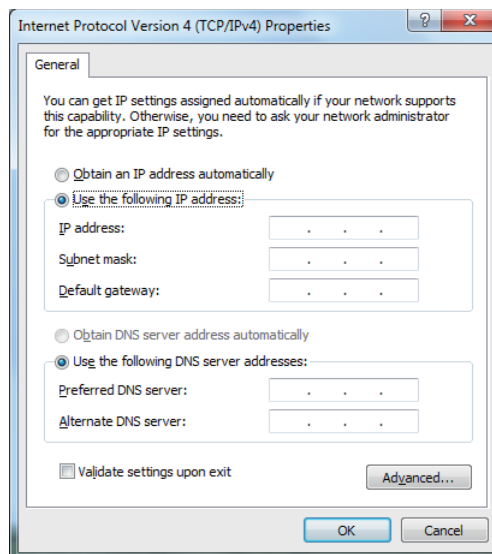 Internet Protocol Version 4 (TCP/IPv4) Properties
General
You can get IP settings assigned automatically if your network supports
this capability. Otherwise, you need to ask your network administrator
for the appropriate IP settings.
Obtain an IP address automatically
Use the following IP address:
IP address:
Subnet mask:
Default gateway:
Obtain DNS server address automatically
Use the following DNS server addresses:
Preferred DNS server:
Alternate DNS server:
Validate settings upon exit
Advanced...
OK Cancel